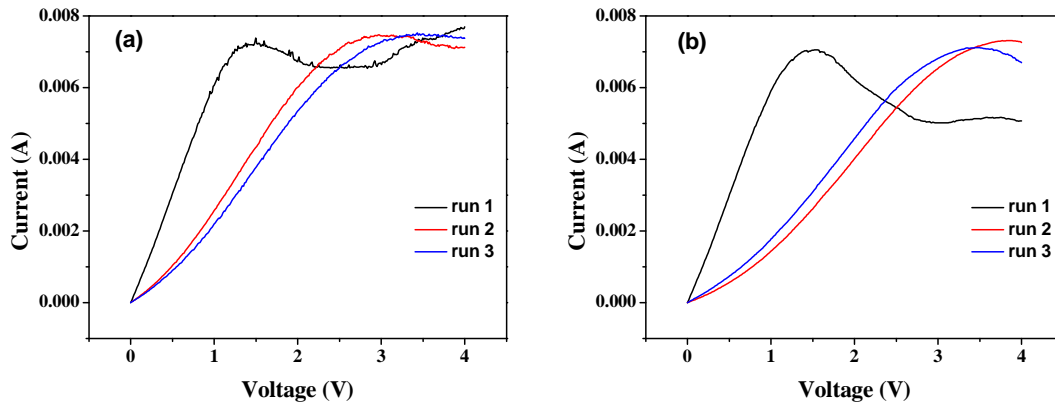 (a)
0.008
0.006
0.004
0.002
0.000
Current (A)
run 1
run 2
run 3
0
1
2
3
4
Voltage (V)
(b)
0.008
0.006
0.004
0.002
0.000
Current (A)
run 1
run 2
run 3
0
1
2
3
4
Voltage (V)